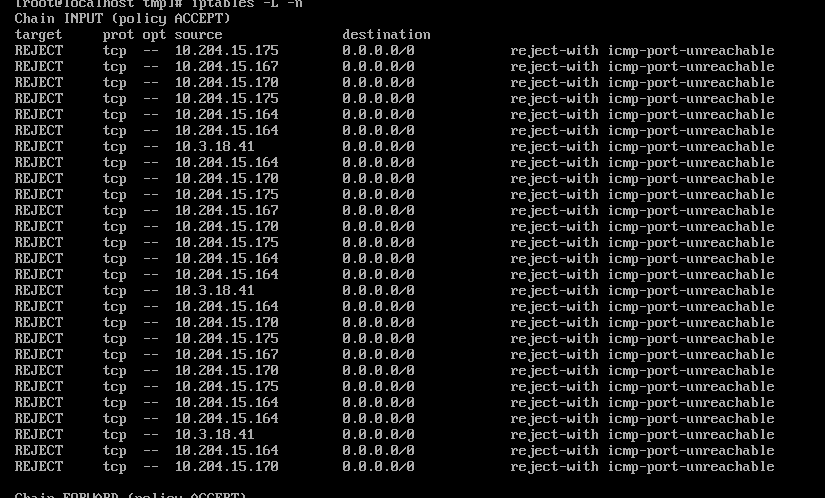 [root@localhost tmp]# iptables -L -n
Chain INPUT (policy ACCEPT)
target     prot opt source               destination
REJECT     tcp  --  10.204.15.175        0.0.0.0/0            reject-with icmp-port-unreachable
REJECT     tcp  --  10.204.15.167        0.0.0.0/0            reject-with icmp-port-unreachable
REJECT     tcp  --  10.204.15.170        0.0.0.0/0            reject-with icmp-port-unreachable
REJECT     tcp  --  10.204.15.175        0.0.0.0/0            reject-with icmp-port-unreachable
REJECT     tcp  --  10.204.15.164        0.0.0.0/0            reject-with icmp-port-unreachable
REJECT     tcp  --  10.204.15.164        0.0.0.0/0            reject-with icmp-port-unreachable
REJECT     tcp  --  10.3.18.41           0.0.0.0/0            reject-with icmp-port-unreachable
REJECT     tcp  --  10.204.15.164        0.0.0.0/0            reject-with icmp-port-unreachable
REJECT     tcp  --  10.204.15.170        0.0.0.0/0            reject-with icmp-port-unreachable
REJECT     tcp  --  10.204.15.175        0.0.0.0/0            reject-with icmp-port-unreachable
REJECT     tcp  --  10.204.15.167        0.0.0.0/0            reject-with icmp-port-unreachable
REJECT     tcp  --  10.204.15.170        0.0.0.0/0            reject-with icmp-port-unreachable
REJECT     tcp  --  10.204.15.175        0.0.0.0/0            reject-with icmp-port-unreachable
REJECT     tcp  --  10.204.15.164        0.0.0.0/0            reject-with icmp-port-unreachable
REJECT     tcp  --  10.204.15.164        0.0.0.0/0            reject-with icmp-port-unreachable
REJECT     tcp  --  10.3.18.41           0.0.0.0/0            reject-with icmp-port-unreachable
REJECT     tcp  --  10.204.15.164        0.0.0.0/0            reject-with icmp-port-unreachable
REJECT     tcp  --  10.204.15.170        0.0.0.0/0            reject-with icmp-port-unreachable
REJECT     tcp  --  10.204.15.175        0.0.0.0/0            reject-with icmp-port-unreachable
REJECT     tcp  --  10.204.15.167        0.0.0.0/0            reject-with icmp-port-unreachable
REJECT     tcp  --  10.204.15.170        0.0.0.0/0            reject-with icmp-port-unreachable
REJECT     tcp  --  10.204.15.175        0.0.0.0/0            reject-with icmp-port-unreachable
REJECT     tcp  --  10.204.15.164        0.0.0.0/0            reject-with icmp-port-unreachable
REJECT     tcp  --  10.204.15.164        0.0.0.0/0            reject-with icmp-port-unreachable
REJECT     tcp  --  10.3.18.41           0.0.0.0/0            reject-with icmp-port-unreachable
REJECT     tcp  --  10.204.15.164        0.0.0.0/0            reject-with icmp-port-unreachable
REJECT     tcp  --  10.204.15.170        0.0.0.0/0            reject-with icmp-port-unreachable
Chain FORWARD (policy ACCEPT)